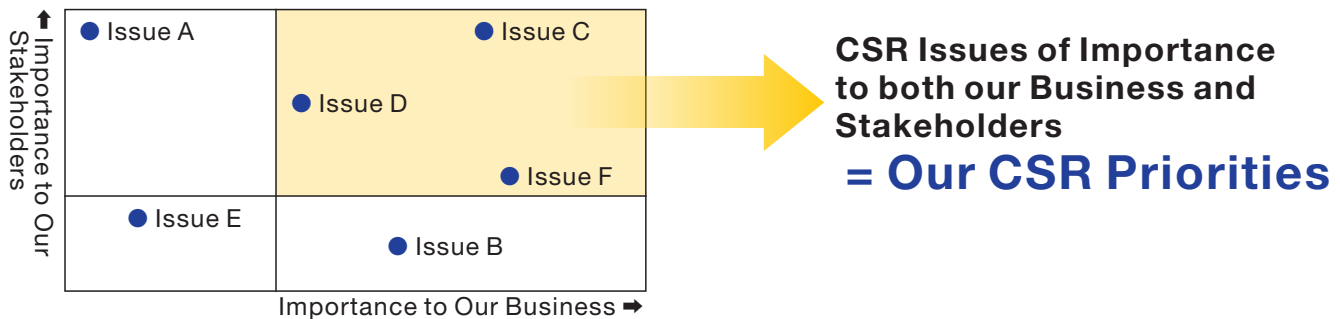 ⬆ Importance to Our
Stakeholders
Issue A
Issue C
Issue D
Issue F
Issue E
Issue B
Importance to Our Business ➡
CSR Issues of Importance
to both our Business and
Stakeholders
= Our CSR Priorities